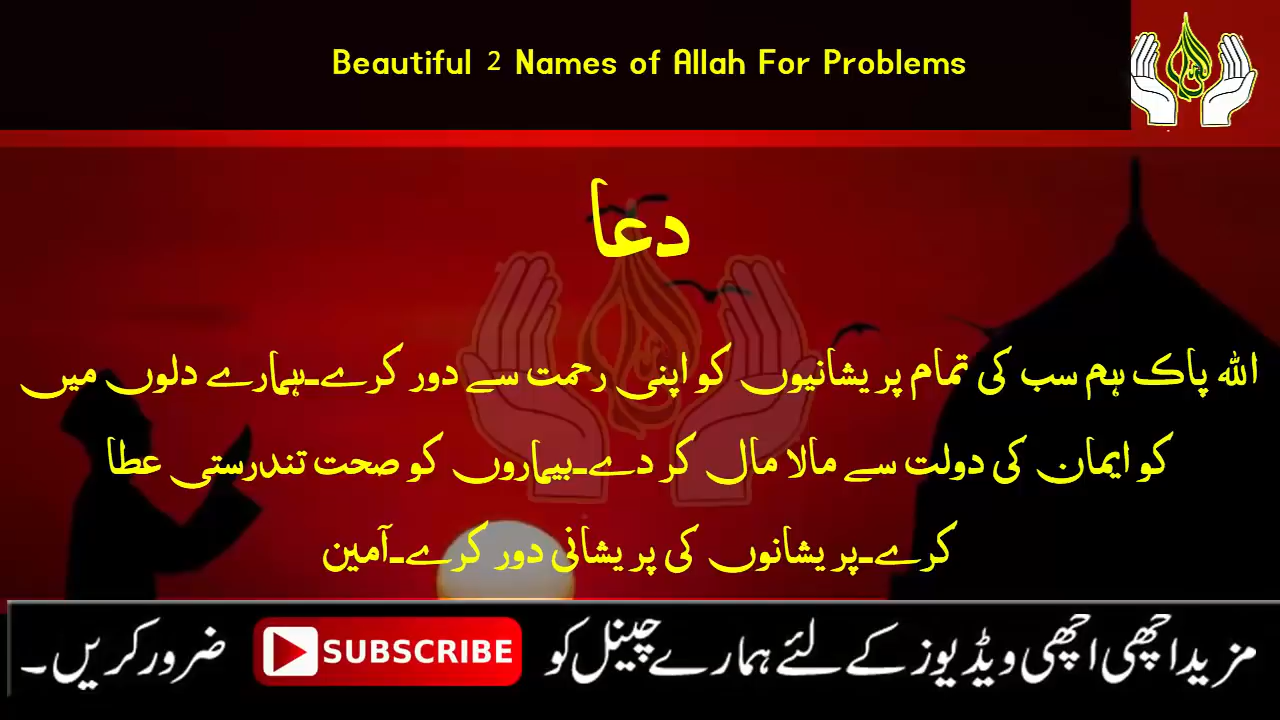 Beautiful 2 Names of Allah For Problems
دعا
اللہ پاک ہم سب کی تمام پریشانیوں کو اپنی رحمت سے دور کرے۔ہمارے دلوں میں
کو ایمان کی دولت سے مالا مال کر دے۔بیماروں کو صحت تندرستی عطا
کرے۔پریشانوں کی پریشانی دور کرے۔آمین
مزید اچھی اچھی ویڈیوز کے لئے ہمارے چینل کو SUBSCRIBE ضرور کریں۔